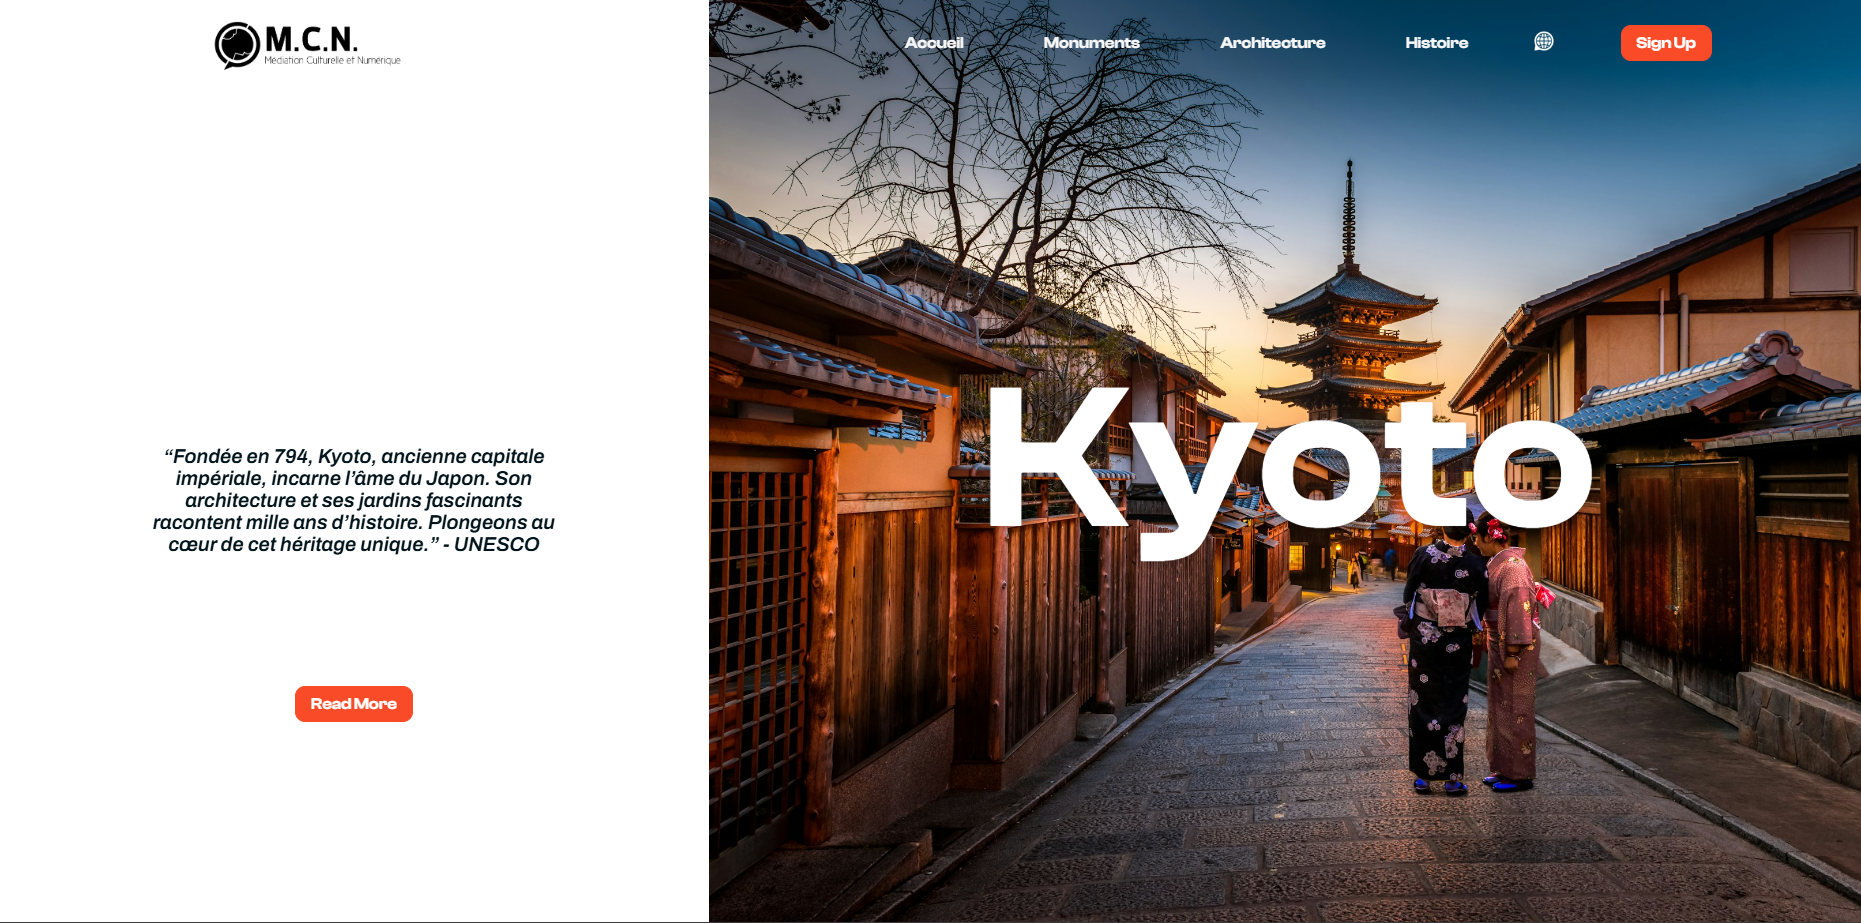 M.C.N.
Médiation Culturelle et Numérique
Accueil
Monuments
Architecture
Histoire
Sign Up
Kyoto
“Fondée en 794, Kyoto, ancienne capitale
impériale, incarne l’âme du Japon. Son
architecture et ses jardins fascinants
racontent mille ans d’histoire. Plongeons au
cœur de cet héritage unique.” - UNESCO
Read More